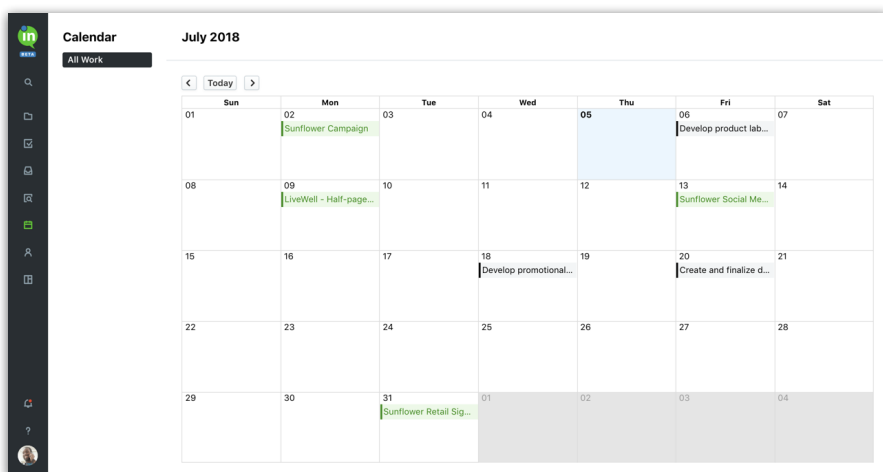 in
BETA
Calendar
All Work
July 2018
Today
Sun Mon Tue Wed Thu Fri Sat
01 02 03 04 05 06 07
Sunflower Campaign Develop product lab...
08 09 10 11 12 13 14
LiveWell - Half-page... Sunflower Social Me...
15 16 17 18 19 20 21
Develop promotional... Create and finalize d...
22 23 24 25 26 27 28
29 30 31 01 02 03 04
Sunflower Retail Sig...
?